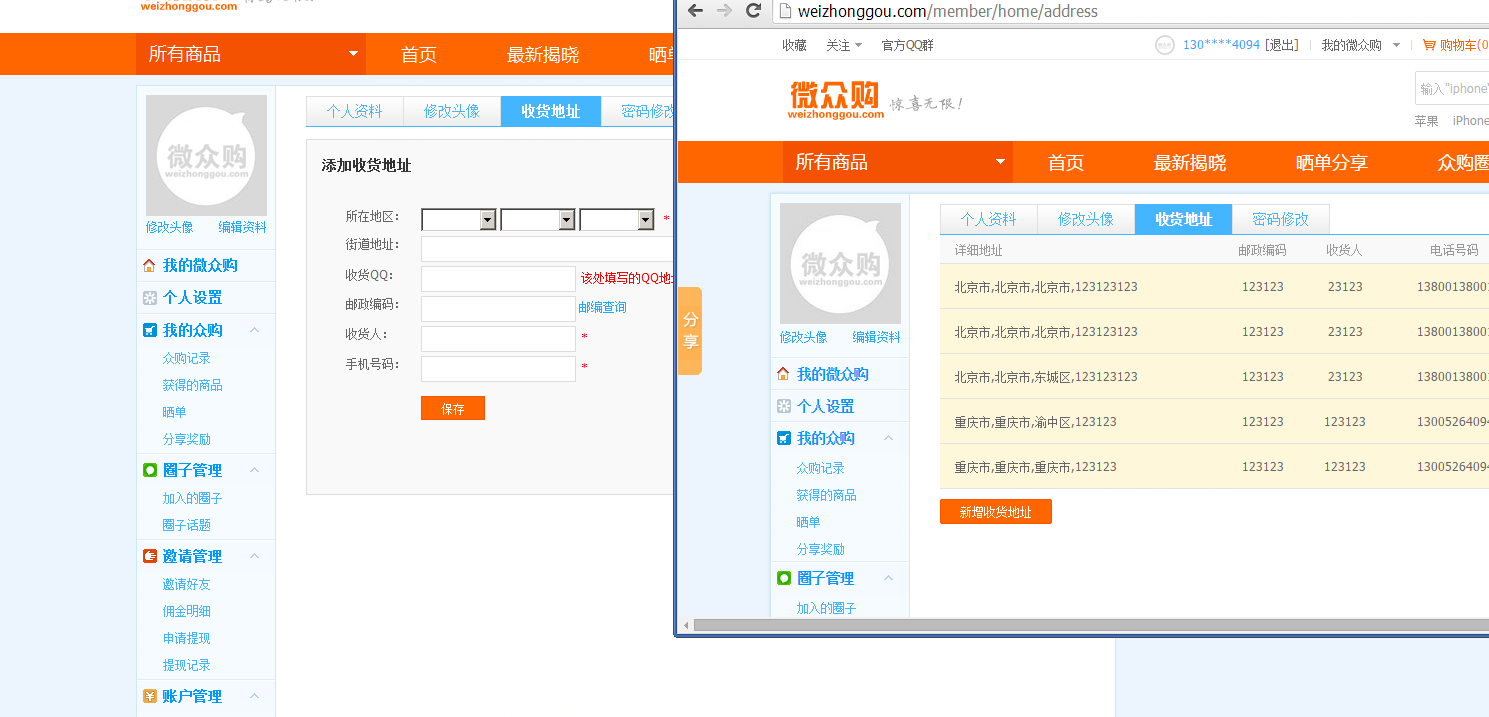 weizhonggou.com
所有商品
首页
最新揭晓
微众购
weizhonggou.com
修改头像
编辑资料
我的微众购
个人设置
我的众购
众购记录
获得的商品
晒单
分享奖励
圈子管理
加入的圈子
圈子话题
邀请管理
邀请好友
佣金明细
申请提现
提现记录
账户管理
个人资料
修改头像
收货地址
密码修改
添加收货地址
所在地区：
*
街道地址：
收货QQ：
该处填写的QQ地
邮政编码：
邮编查询
收货人：
*
手机号码：
*
保存
weizhonggou.com/member/home/address
收藏
关注
官方QQ群
130****4094 [退出]
我的微众购
购物车(0
微众购
weizhonggou.com
惊喜无限！
输入"iphone"
苹果
iPhone
所有商品
首页
最新揭晓
晒单分享
众购圈
分享
微众购
weizhonggou.com
修改头像
编辑资料
我的微众购
个人设置
我的众购
众购记录
获得的商品
晒单
分享奖励
圈子管理
加入的圈子
个人资料
修改头像
收货地址
密码修改
详细地址 邮政编码 收货人 电话号码
北京市,北京市,北京市,123123123 123123 23123 1380013800
北京市,北京市,北京市,123123123 123123 23123 1380013800
北京市,北京市,东城区,123123123 123123 23123 1380013800
重庆市,重庆市,渝中区,123123 123123 123123 1300526409
重庆市,重庆市,重庆市,123123 123123 123123 1300526409
新增收货地址